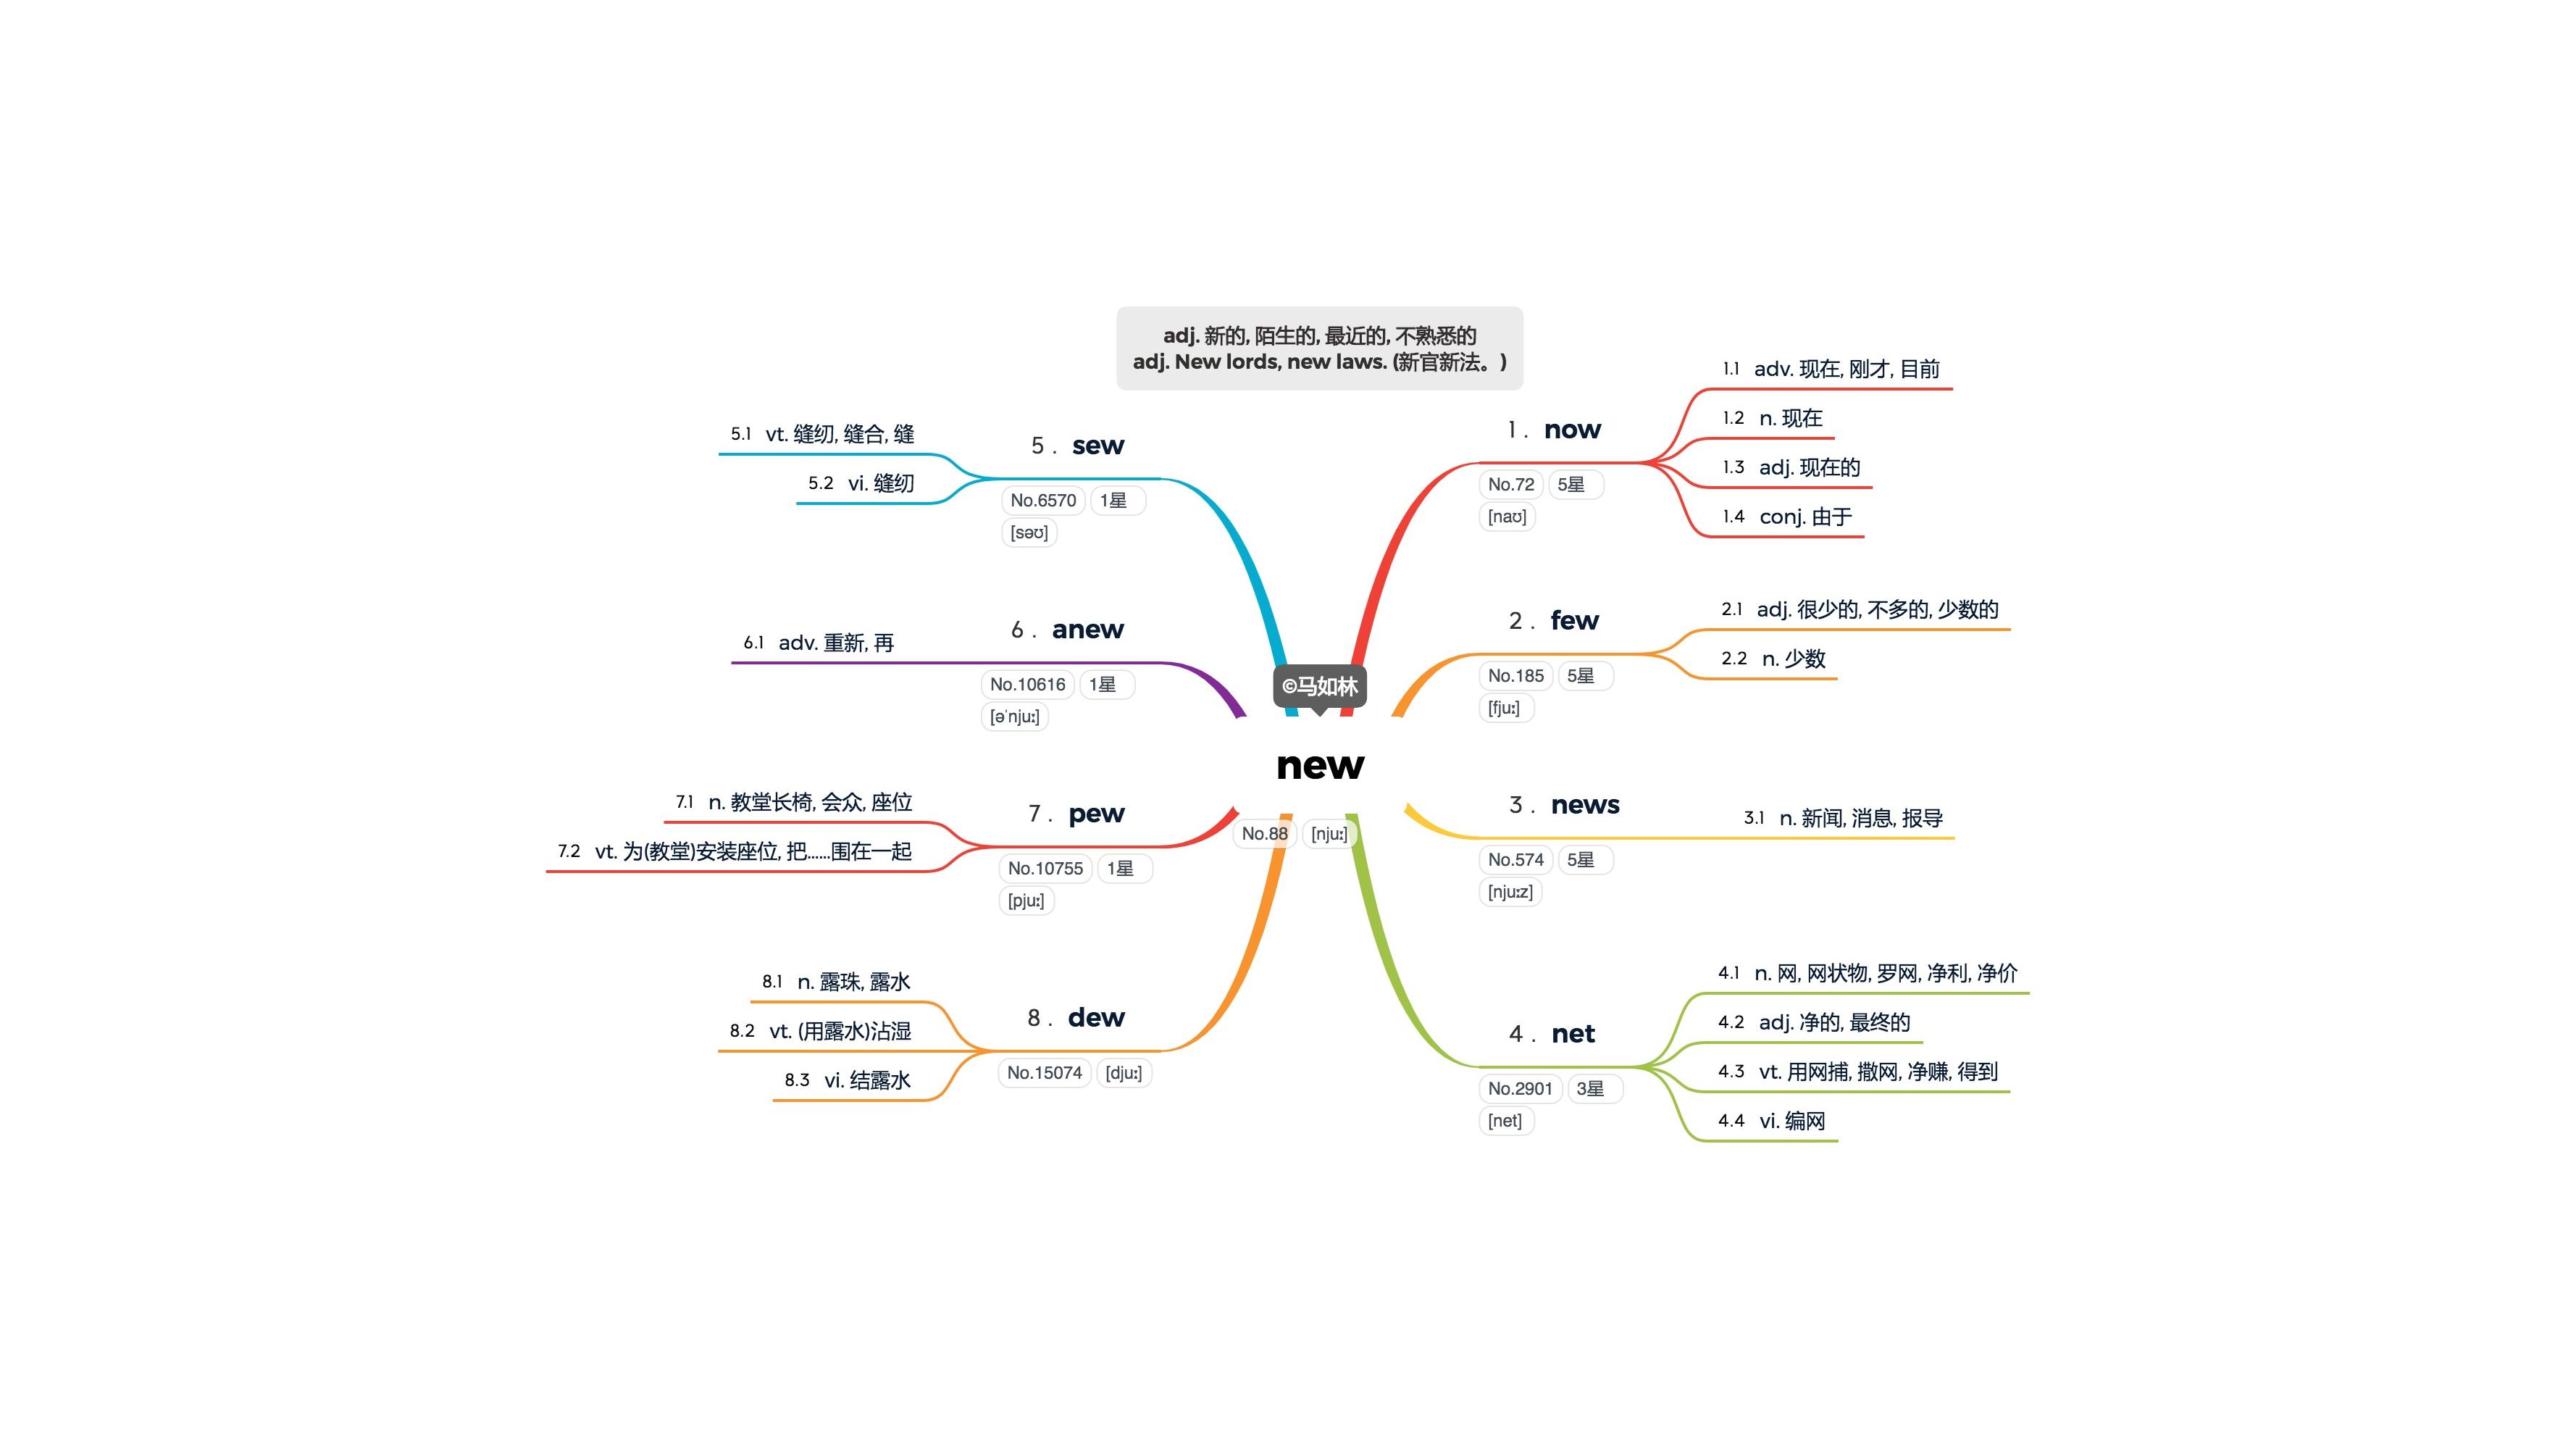 adj. 新的, 陌生的, 最近的, 不熟悉的
adj. New lords, new laws. (新官新法。)
©马如林
new
No.88 [njuː]
1 . now
No.72 5星
[naʊ]
1.1 adv. 现在, 刚才, 目前
1.2 n. 现在
1.3 adj. 现在的
1.4 conj. 由于
2 . few
No.185 5星
[fjuː]
2.1 adj. 很少的, 不多的, 少数的
2.2 n. 少数
3 . news
No.574 5星
[njuːz]
3.1 n. 新闻, 消息, 报导
4 . net
No.2901 3星
[net]
4.1 n. 网, 网状物, 罗网, 净利, 净价
4.2 adj. 净的, 最终的
4.3 vt. 用网捕, 撒网, 净赚, 得到
4.4 vi. 编网
5 . sew
No.6570 1星
[səʊ]
5.1 vt. 缝纫, 缝合, 缝
5.2 vi. 缝纫
6 . anew
No.10616 1星
[əˈnjuː]
6.1 adv. 重新, 再
7 . pew
No.10755 1星
[pjuː]
7.1 n. 教堂长椅, 会众, 座位
7.2 vt. 为(教堂)安装座位, 把......围在一起
8 . dew
No.15074 [djuː]
8.1 n. 露珠, 露水
8.2 vt. (用露水)沾湿
8.3 vi. 结露水